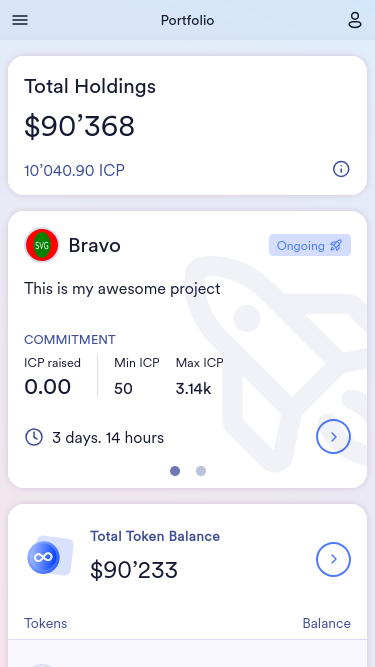 Portfolio
Total Holdings
$90’368
10’040.90 ICP
SVG
Bravo
Ongoing
This is my awesome project
COMMITMENT
ICP raised
Min ICP
Max ICP
0.00
50
3.14k
3 days. 14 hours
Total Token Balance
$90’233
Tokens
Balance